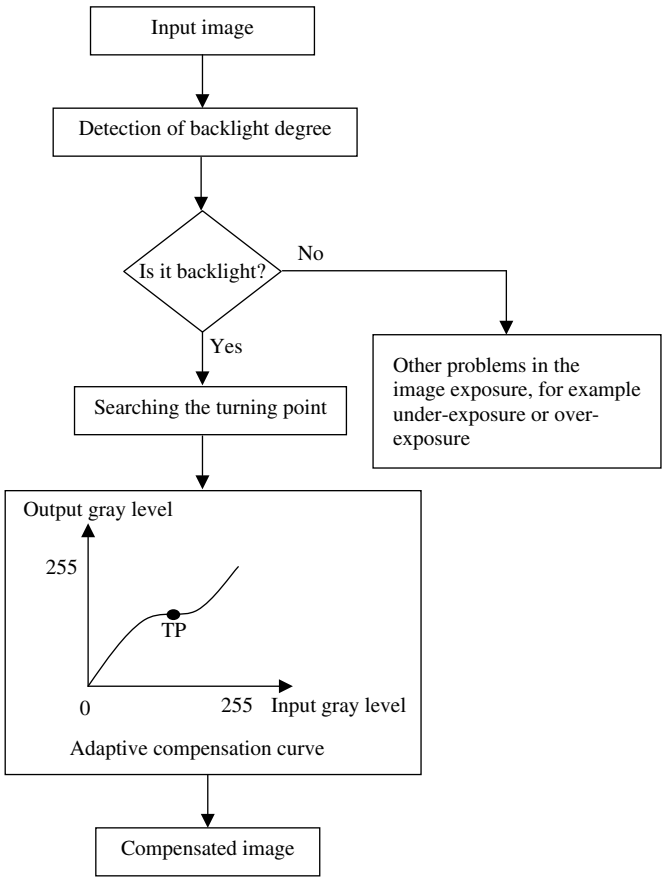 Input image
Detection of backlight degree
Is it backlight?
No
Yes
Other problems in the
image exposure, for example
under-exposure or over-
exposure
Searching the turning point
Output gray level
255
TP
0
255
Input gray level
Adaptive compensation curve
Compensated image